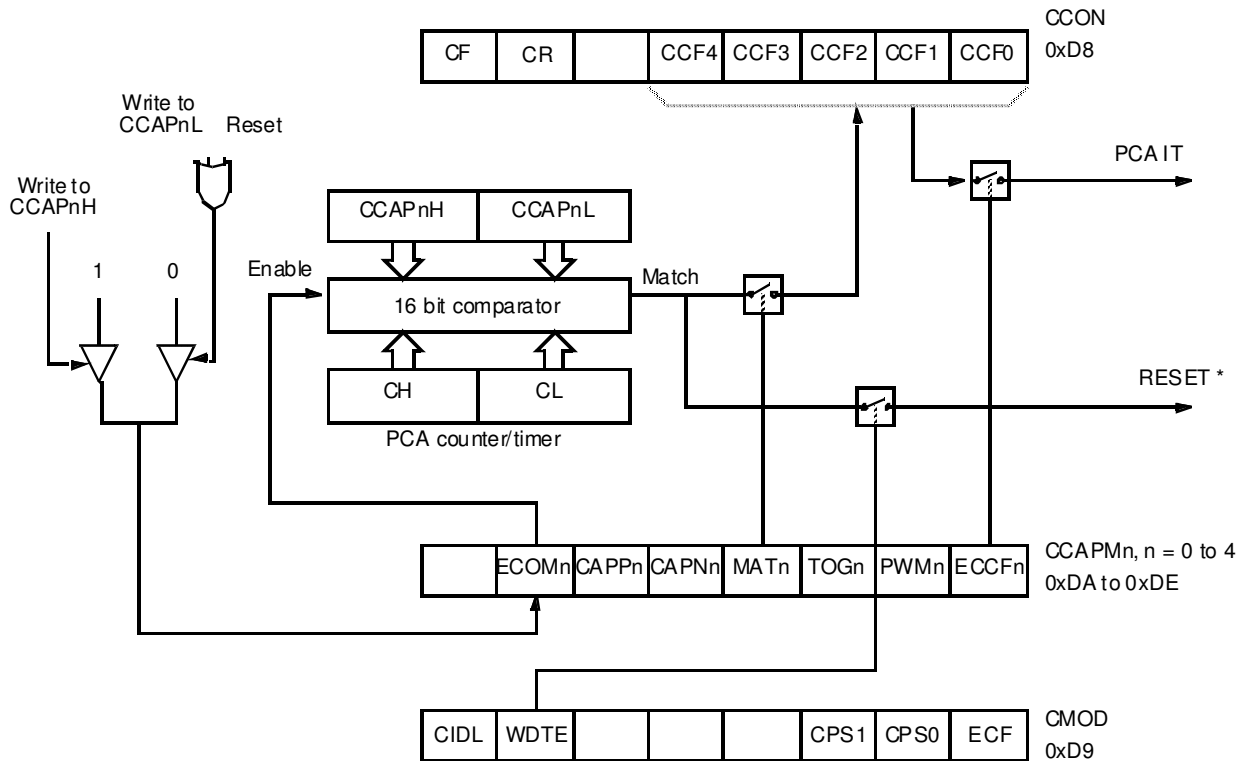 CCON
CF CR CCF4 CCF3 CCF2 CCF1 CCF0 0xD8
Write to
CCAPnL Reset
PCA IT
Write to
CCAPnH
CCAPnH CCAPnL
1 0 Enable Match
16 bit comparator
CH CL RESET *
PCA counter/timer
ECOMn CAPPn CAPNn MATn TOGn PWMn ECCFn CCAPMn, n = 0 to 4
0xDA to 0xDE
CIDL WDTE CPS1 CPS0 ECF CMOD
0xD9